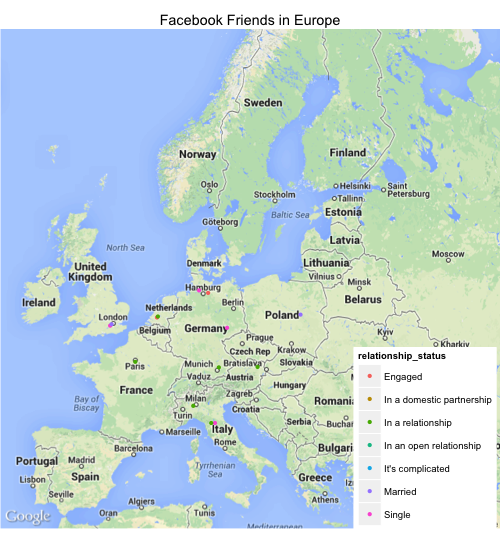 Facebook Friends in Europe
Sweden
Finland
Norway
Oslo
Helsinki
Saint
Petersburg
Stockholm
Tallinn
Estonia
Göteborg
Baltic Sea
North Sea
Latvia
Moscow
Denmark
Lithuania
United
Kingdom
Vilnius
Minsk
Hamburg
Ireland
Netherlands
Berlin
Poland
Belarus
London
Belgium
Germany
Prague
Kyiv
Kharkiv
Czech Rep
Krakow
Paris
Munich
Bratislava
Slovakia
Vaduz
Austria
Hungary
France
Milan
Zagreb
Croatia
Romania
Bay of
Biscay
Turin
Serbia
Buchar
Marseille
Italy
Bulgari
Barcelona
Rome
Portugal
Madrid
Spain
Tyrrhenian
Sea
Greece
Lisbon
Seville
Athens
Algiers
Tunis
Oran
Google
Mediterranean
relationship_status
Engaged
In a domestic partnership
In a relationship
In an open relationship
It's complicated
Married
Single